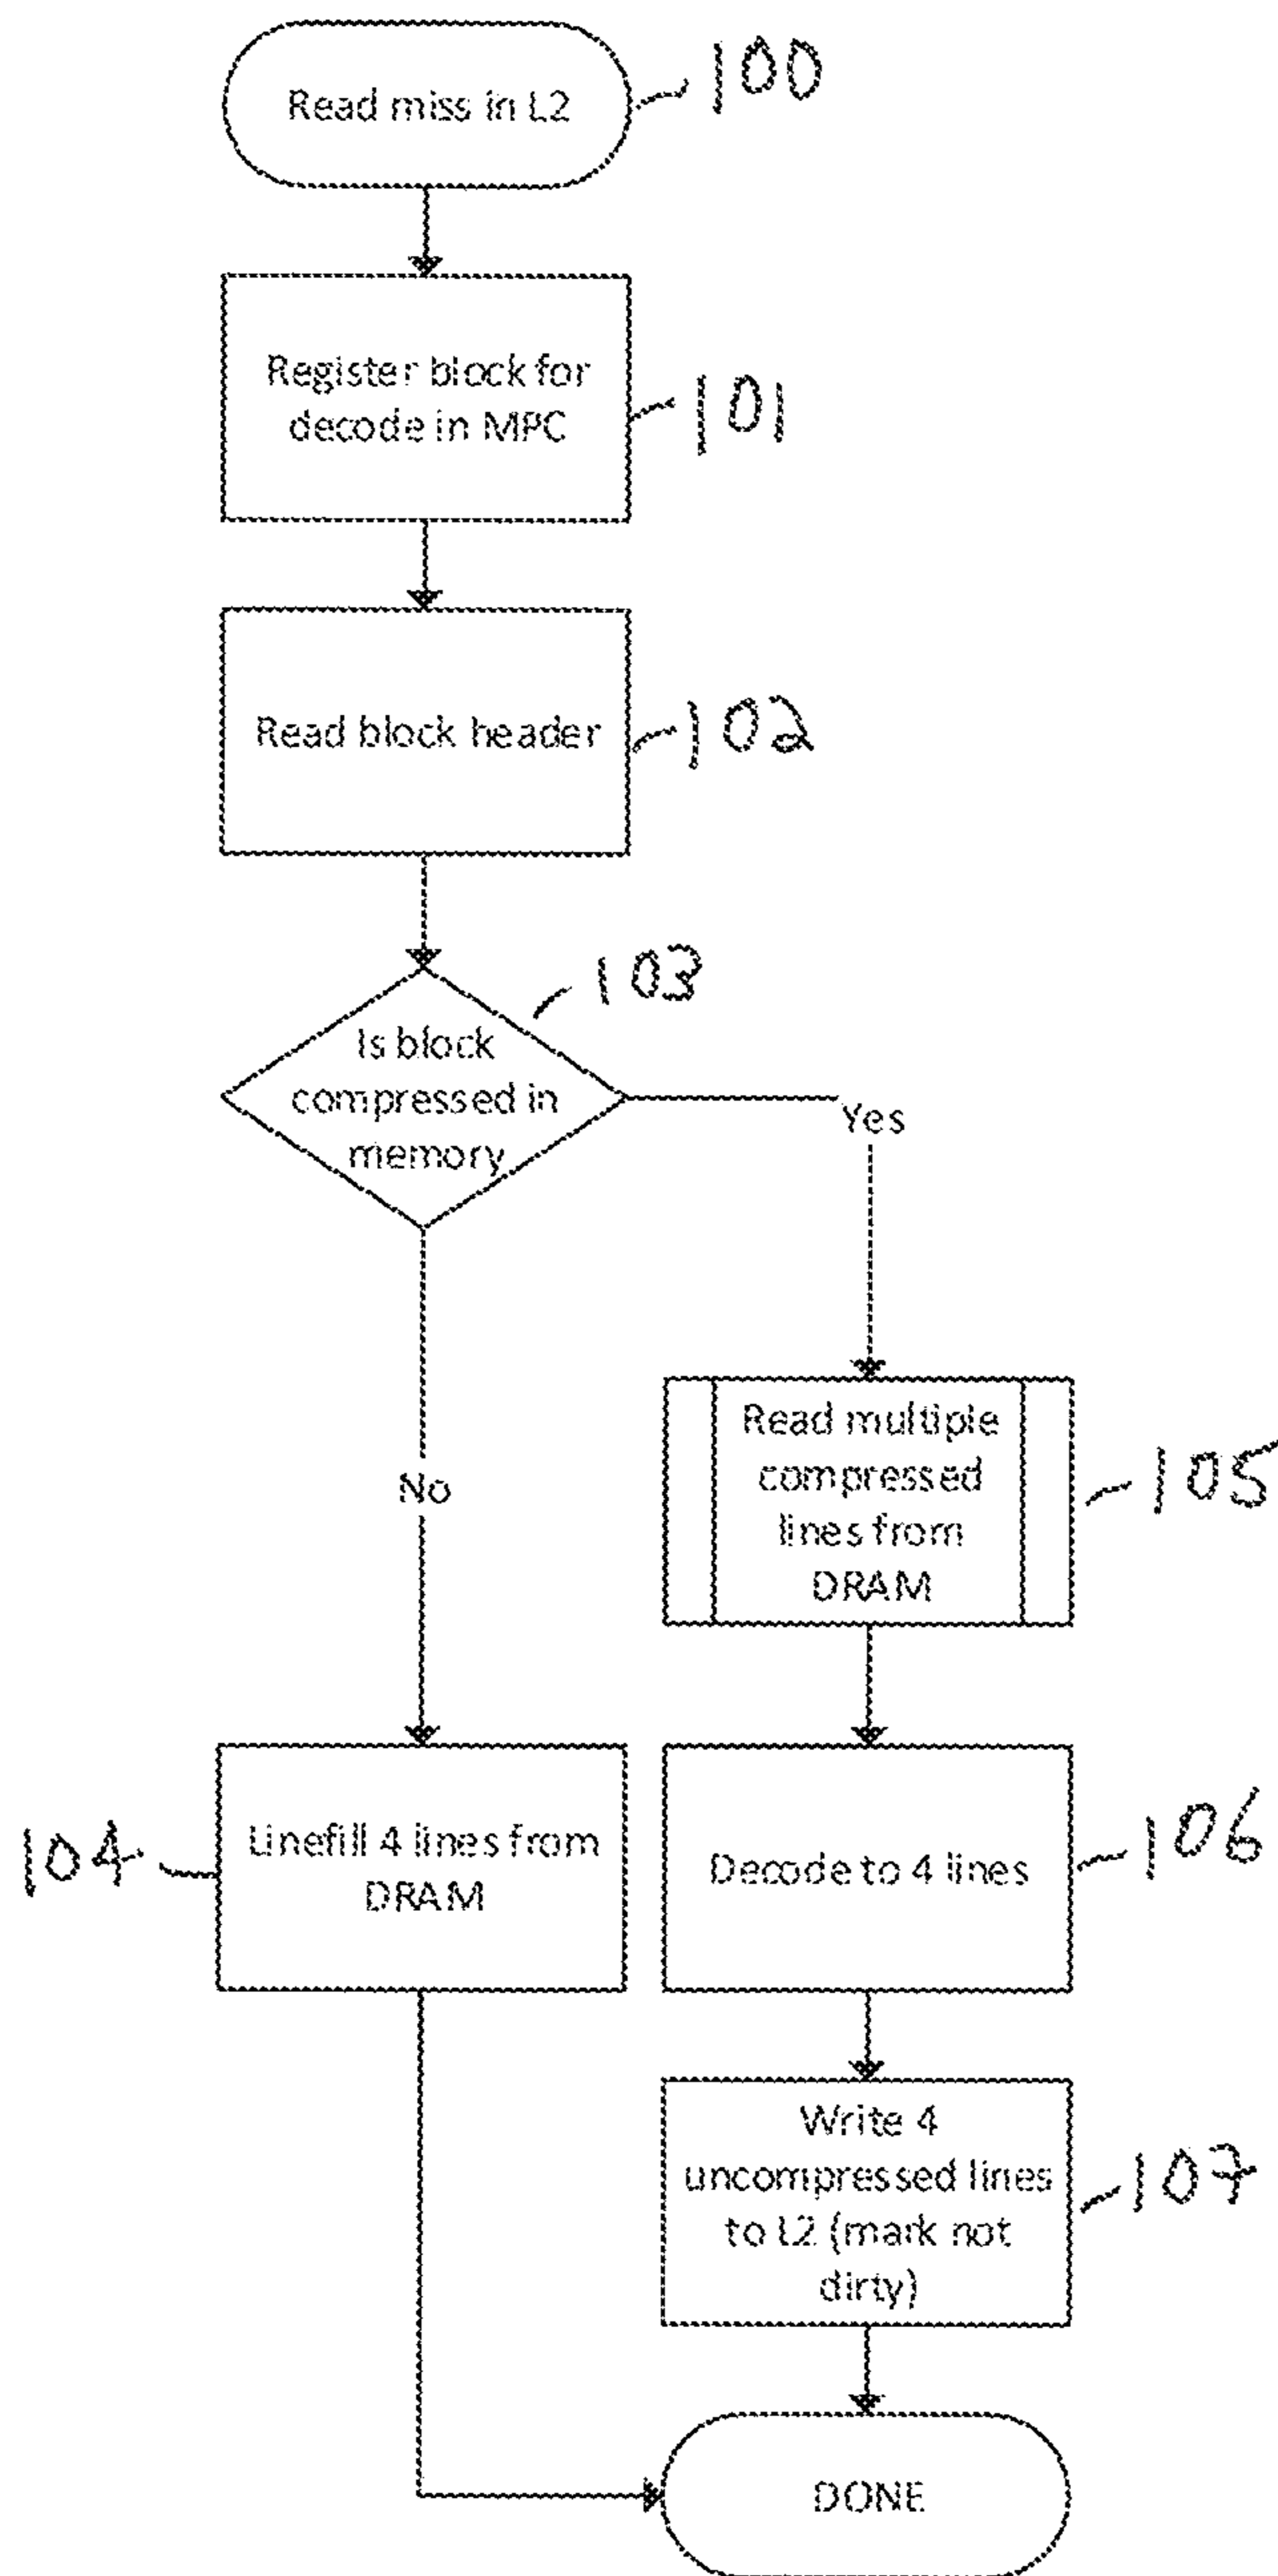 Read miss in L2
100
Register block for
decode in MPC
101
Read block header
102
103
Is block
compressed in
memory
Yes
No
Read multiple
compressed
lines from
DRAM
105
104
Linefill 4 lines from
DRAM
Decode to 4 lines
106
Write 4
uncompressed lines
to L2 (mark not
dirty)
107
DONE